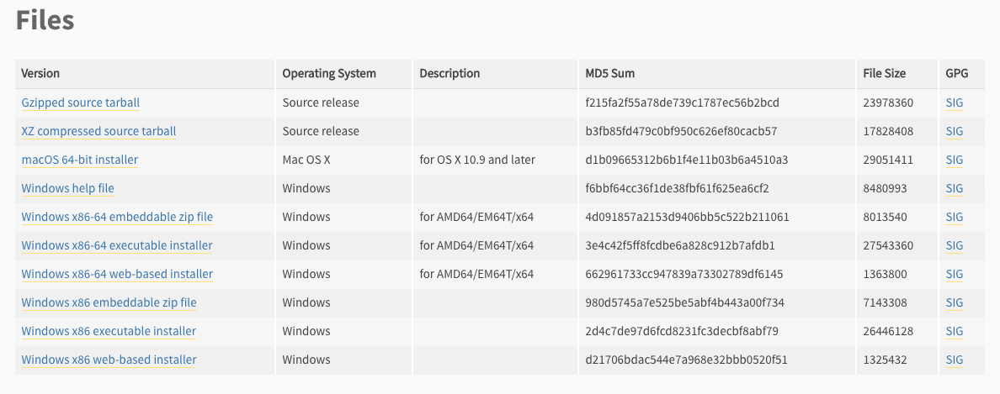 Files
Version Operating System Description MD5 Sum File Size GPG
Gzipped source tarball Source release f215fa2f55a78de739c1787ec56b2bcd 23978360 SIG
XZ compressed source tarball Source release b3fb85fd479c0bf950c626ef80cacb57 17828408 SIG
macOS 64-bit installer Mac OS X for OS X 10.9 and later d1b09665312b6b1f4e11b03b6a4510a3 29051411 SIG
Windows help file Windows f6bbf64cc36f1de38fbf61f625ea6cf2 8480993 SIG
Windows x86-64 embeddable zip file Windows for AMD64/EM64T/x64 4d091857a2153d9406bb5c522b211061 8013540 SIG
Windows x86-64 executable installer Windows for AMD64/EM64T/x64 3e4c42f5ff8fcdbe6a828c912b7afdb1 27543360 SIG
Windows x86-64 web-based installer Windows for AMD64/EM64T/x64 662961733cc947839a73302789df6145 1363800 SIG
Windows x86 embeddable zip file Windows 980d5745a7e525be5abf4b443a00f734 7143308 SIG
Windows x86 executable installer Windows 2d4c7de97d6fcd8231fc3decbf8abf79 26446128 SIG
Windows x86 web-based installer Windows d21706bdac544e7a968e32bbb0520f51 1325432 SIG